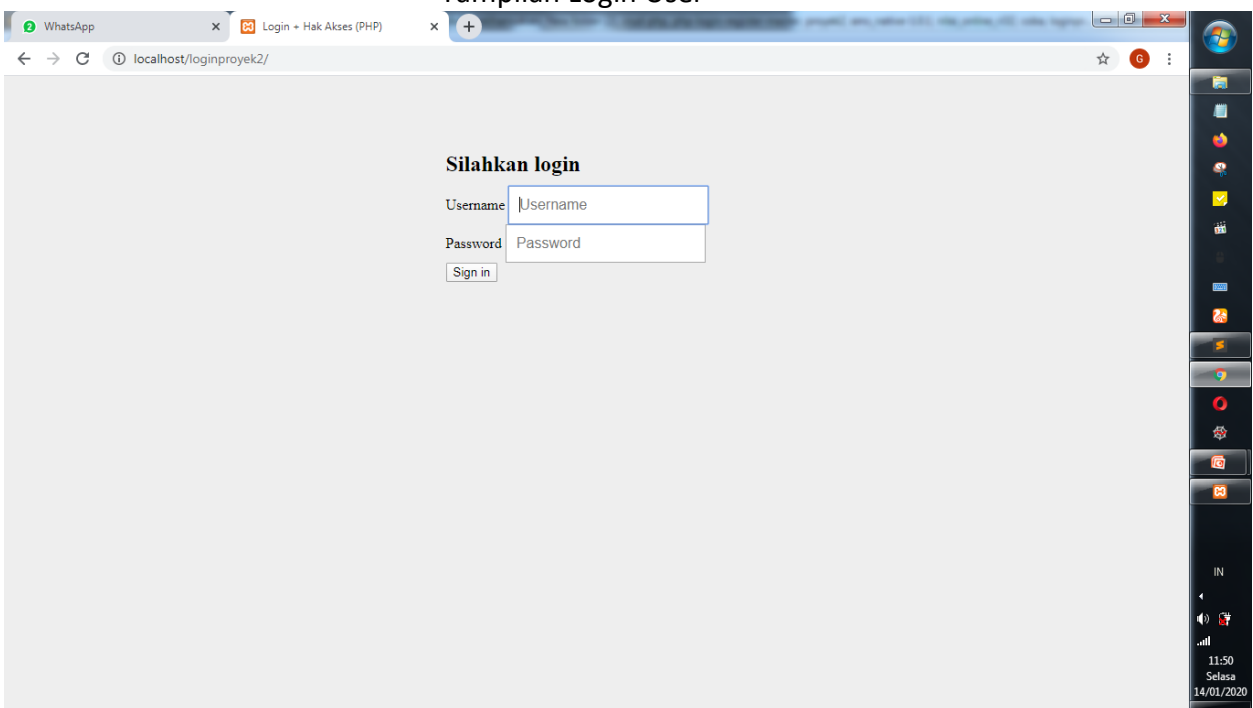 Tampilan Login User
WhatsApp
Login + Hak Akses (PHP)
localhost/loginproyek2/
G
Silahkan login
Username Username
Password Password
Sign in
IN
11:50
Selasa
14/01/2020